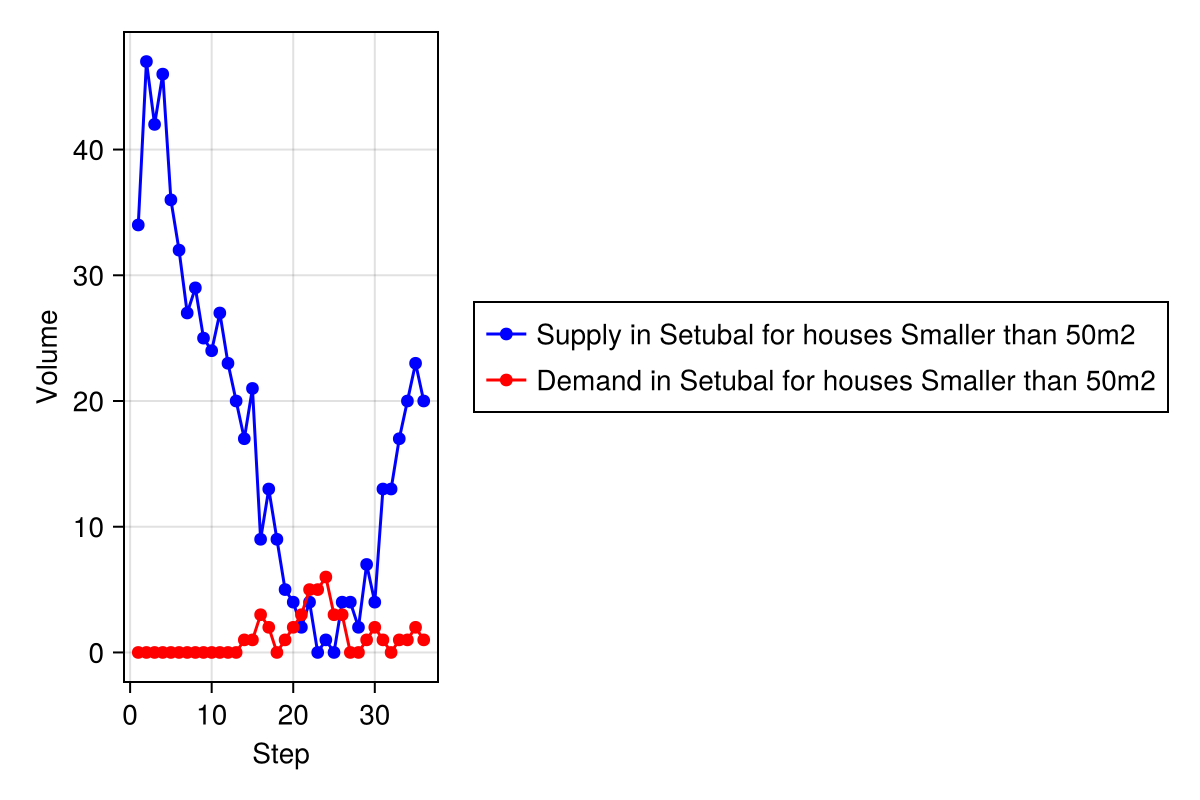 40
30
20
10
0
Volume
0 10 20 30
Step
Supply in Setubal for houses Smaller than 50m2
Demand in Setubal for houses Smaller than 50m2